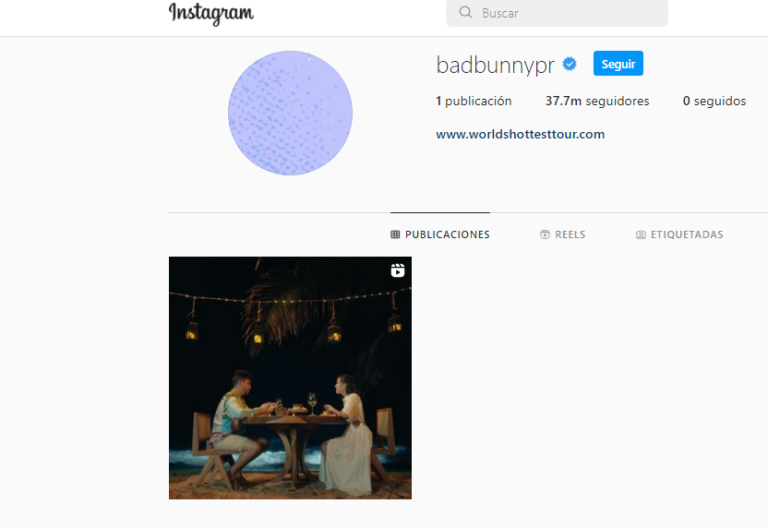 Instagram
Buscar
badbunnypr
Seguir
1 publicación 37.7m seguidores 0 seguidos
www.worldshottesttour.com
PUBLICACIONES REELS ETIQUETADAS